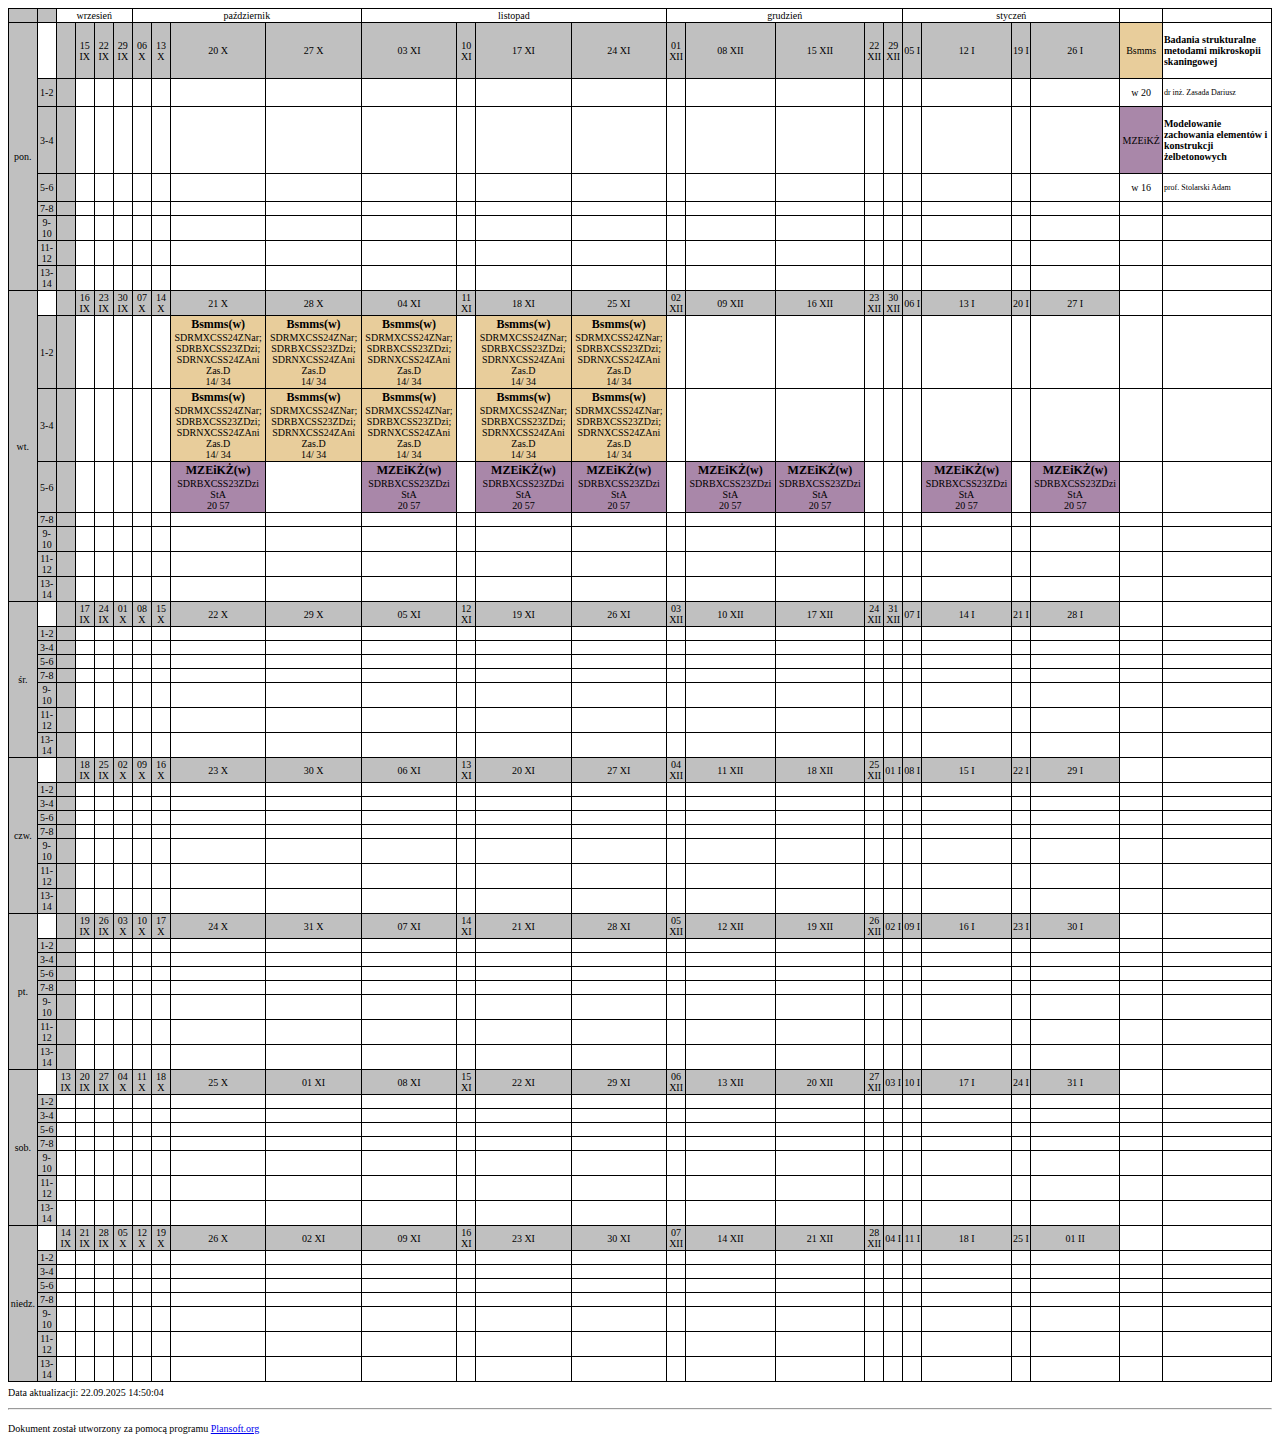 wrzesień październik listopad grudzień styczeń
pon. 15 IX 22 IX 29 IX 06 X 13 X 20 X 27 X 03 XI 10 XI 17 XI 24 XI 01 XII 08 XII 15 XII 22 XII 29 XII 05 I 12 I 19 I 26 I Bsmms Badania strukturalne metodami mikroskopii skaningowej
1-2 w 20 dr inż. Zasada Dariusz
3-4 MZEiKŻ Modelowanie zachowania elementów i konstrukcji żelbetonowych
5-6 w 16 prof. Stolarski Adam
7-8
9-10
11-12
13-14
wt. 16 IX 23 IX 30 IX 07 X 14 X 21 X 28 X 04 XI 11 XI 18 XI 25 XI 02 XII 09 XII 16 XII 23 XII 30 XII 06 I 13 I 20 I 27 I
1-2
Bsmms(w) Bsmms(w) Bsmms(w) Bsmms(w) Bsmms(w)
SDRMXCSS24ZNar; SDRMXCSS24ZNar; SDRMXCSS24ZNar; SDRMXCSS24ZNar; SDRMXCSS24ZNar;
SDRBXCSS23ZDzi; SDRBXCSS23ZDzi; SDRBXCSS23ZDzi; SDRBXCSS23ZDzi; SDRBXCSS23ZDzi;
SDRNXCSS24ZAni SDRNXCSS24ZAni SDRNXCSS24ZAni SDRNXCSS24ZAni SDRNXCSS24ZAni
Zas.D Zas.D Zas.D Zas.D Zas.D
14/ 34 14/ 34 14/ 34 14/ 34 14/ 34
3-4
Bsmms(w) Bsmms(w) Bsmms(w) Bsmms(w) Bsmms(w)
SDRMXCSS24ZNar; SDRMXCSS24ZNar; SDRMXCSS24ZNar; SDRMXCSS24ZNar; SDRMXCSS24ZNar;
SDRBXCSS23ZDzi; SDRBXCSS23ZDzi; SDRBXCSS23ZDzi; SDRBXCSS23ZDzi; SDRBXCSS23ZDzi;
SDRNXCSS24ZAni SDRNXCSS24ZAni SDRNXCSS24ZAni SDRNXCSS24ZAni SDRNXCSS24ZAni
Zas.D Zas.D Zas.D Zas.D Zas.D
14/ 34 14/ 34 14/ 34 14/ 34 14/ 34
5-6
MZEiKŻ(w) MZEiKŻ(w) MZEiKŻ(w) MZEiKŻ(w) MZEiKŻ(w) MZEiKŻ(w) MZEiKŻ(w) MZEiKŻ(w)
SDRBXCSS23ZDzi SDRBXCSS23ZDzi SDRBXCSS23ZDzi SDRBXCSS23ZDzi SDRBXCSS23ZDzi SDRBXCSS23ZDzi SDRBXCSS23ZDzi SDRBXCSS23ZDzi
StA StA StA StA StA StA StA StA
20 57 20 57 20 57 20 57 20 57 20 57 20 57 20 57
7-8
9-10
11-12
13-14
śr. 17 IX 24 IX 01 X 08 X 15 X 22 X 29 X 05 XI 12 XI 19 XI 26 XI 03 XII 10 XII 17 XII 24 XII 31 XII 07 I 14 I 21 I 28 I
1-2
3-4
5-6
7-8
9-10
11-12
13-14
czw. 18 IX 25 IX 02 X 09 X 16 X 23 X 30 X 06 XI 13 XI 20 XI 27 XI 04 XII 11 XII 18 XII 25 XII 01 I 08 I 15 I 22 I 29 I
1-2
3-4
5-6
7-8
9-10
11-12
13-14
pt. 19 IX 26 IX 03 X 10 X 17 X 24 X 31 X 07 XI 14 XI 21 XI 28 XI 05 XII 12 XII 19 XII 26 XII 02 I 09 I 16 I 23 I 30 I
1-2
3-4
5-6
7-8
9-10
11-12
13-14
sob. 13 IX 20 IX 27 IX 04 X 11 X 18 X 25 X 01 XI 08 XI 15 XI 22 XI 29 XI 06 XII 13 XII 20 XII 27 XII 03 I 10 I 17 I 24 I 31 I
1-2
3-4
5-6
7-8
9-10
11-12
13-14
niedz. 14 IX 21 IX 28 IX 05 X 12 X 19 X 26 X 02 XI 09 XI 16 XI 23 XI 30 XI 07 XII 14 XII 21 XII 28 XII 04 I 11 I 18 I 25 I 01 II
1-2
3-4
5-6
7-8
9-10
11-12
13-14
Data aktualizacji: 22.09.2025 14:50:04
Dokument został utworzony za pomocą programu Plansoft.org